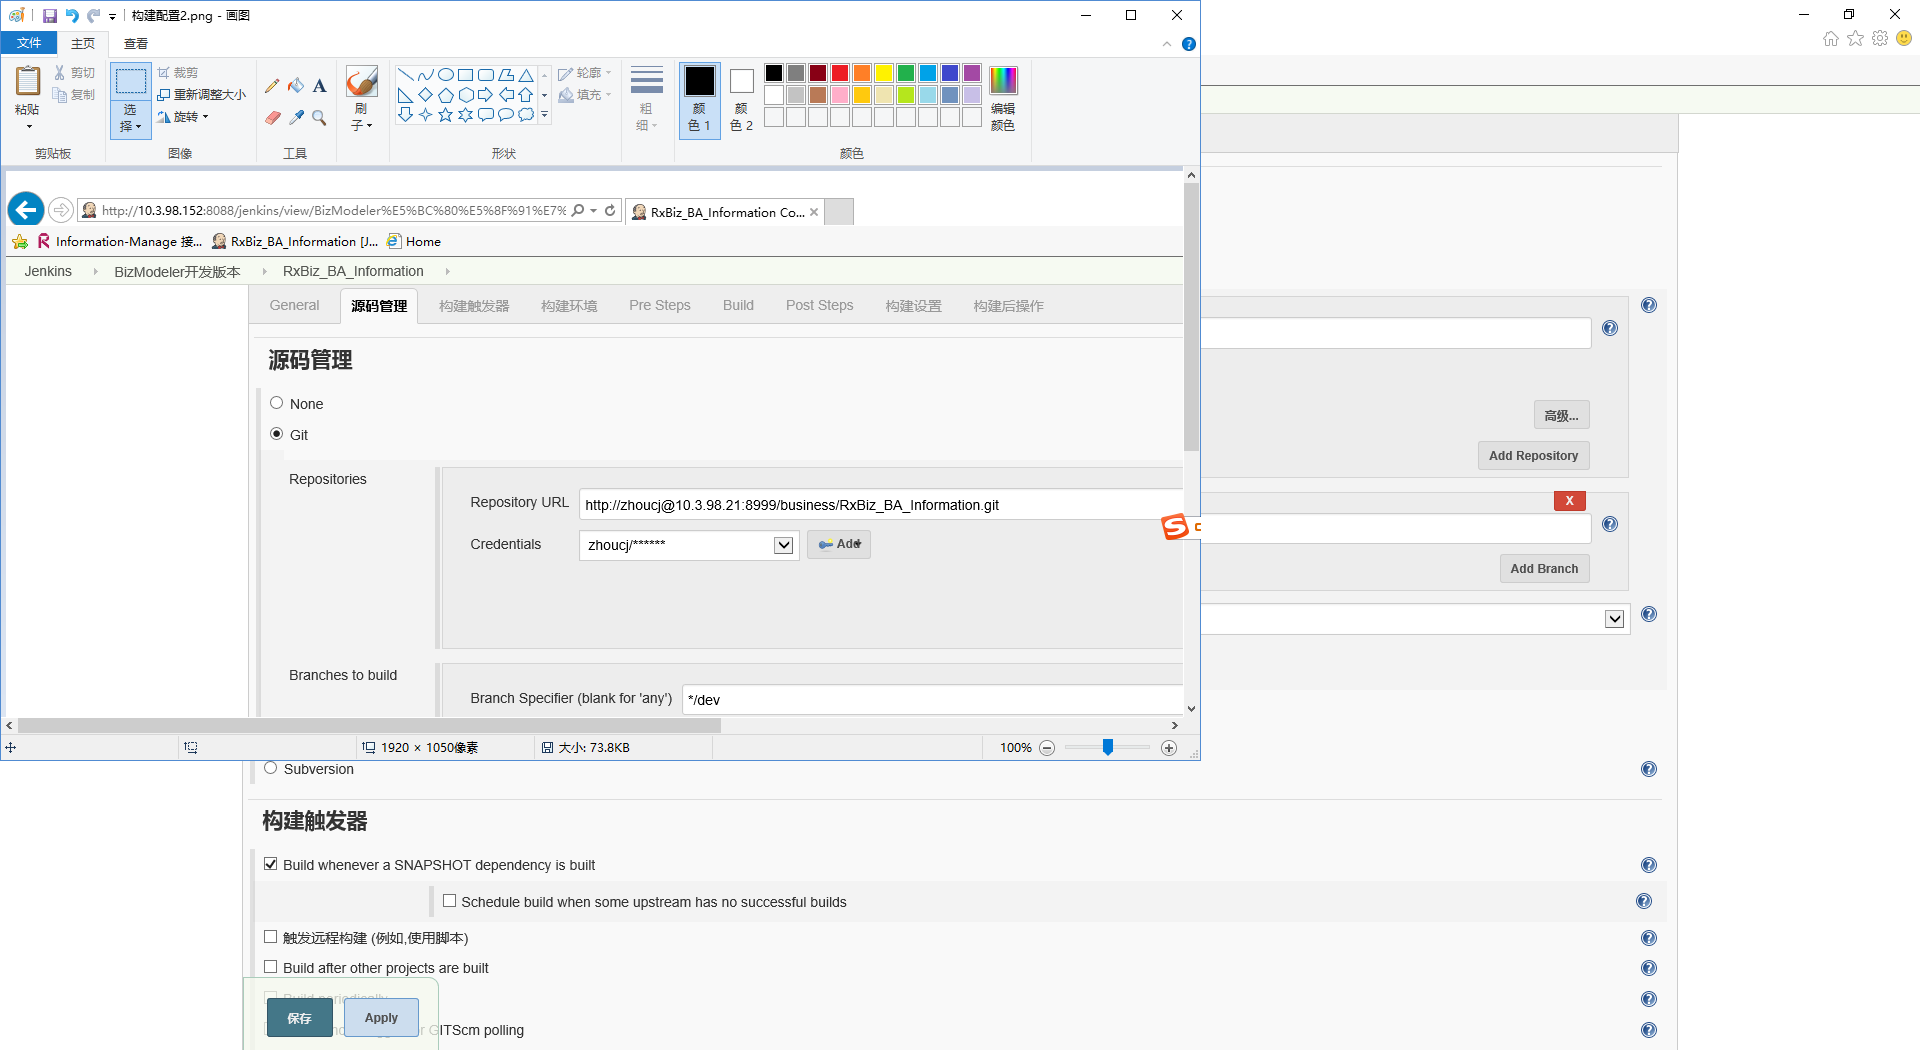 构建配置2.png - 画图
文件 主页 查看
粘贴
剪切
复制
剪贴板
选择
裁剪
重新调整大小
旋转
图像
A
工具
刷子
轮廓
填充
形状
粗细
颜色 1
颜色 2
编辑颜色
颜色
http://10.3.98.152:8088/jenkins/view/BizModeler%E5%BC%80%E5%8F%91%E7%
RxBiz_BA_Information Co...
Information-Manage 接...
RxBiz_BA_Information [J...
Home
Jenkins
BizModeler开发版本
RxBiz_BA_Information
General 源码管理 构建触发器 构建环境 Pre Steps Build Post Steps 构建设置 构建后操作
源码管理
None
Git
Repositories
Repository URL http://zhoucj@10.3.98.21:8999/business/RxBiz_BA_Information.git
Credentials zhoucj/****** Add
高级...
Add Repository
X
Branches to build
Branch Specifier (blank for 'any') */dev
Add Branch
1920 × 1050像素
大小: 73.8KB
100%
Subversion
构建触发器
Build whenever a SNAPSHOT dependency is built
Schedule build when some upstream has no successful builds
触发远程构建 (例如,使用脚本)
Build after other projects are built
Build periodically
GITScm polling
保存 Apply